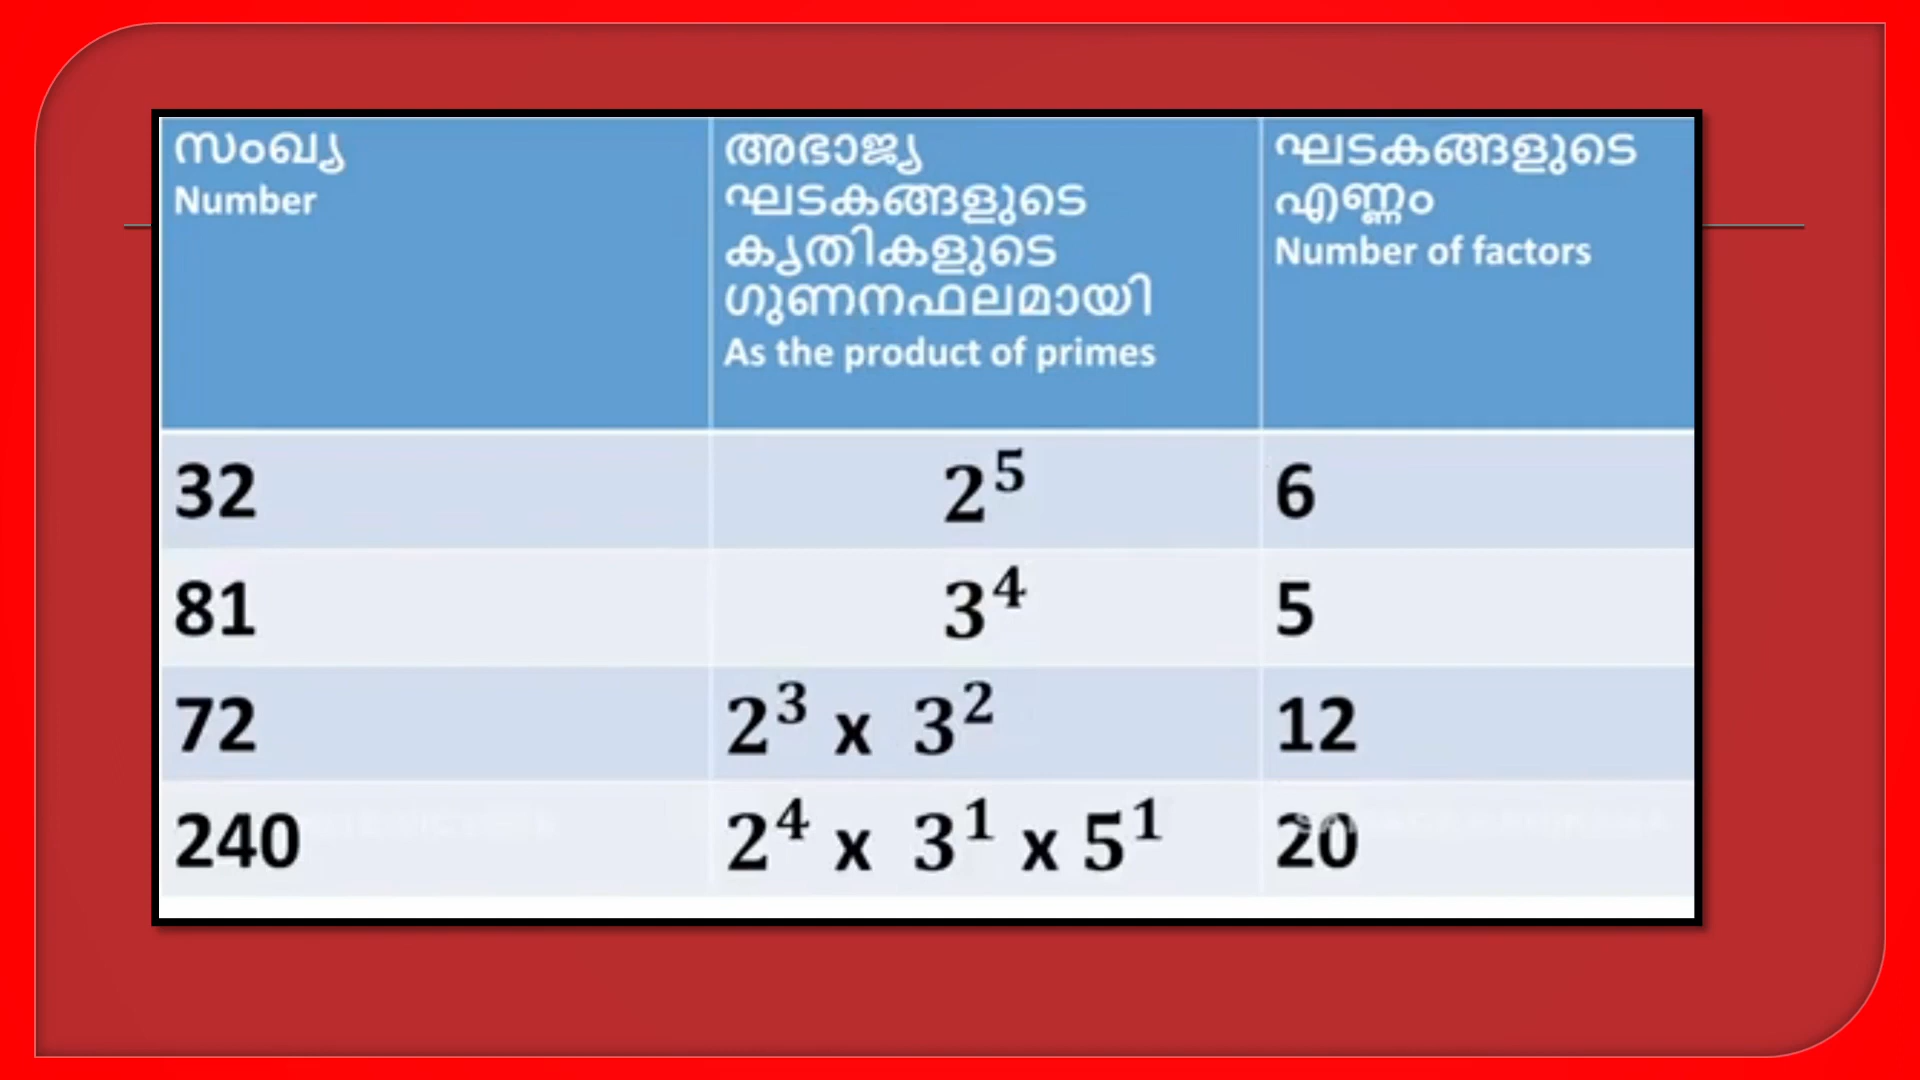 സംഖ്യ
Number
അഭാജ്യ
ഘടകങ്ങളുടെ
കൃതികളുടെ
ഗുണനഫലമായി
As the product of primes
ഘടകങ്ങളുടെ
എണ്ണം
Number of factors
32 2⁵ 6
81 3⁴ 5
72 2³ x 3² 12
240 2⁴ x 3¹ x 5¹ 20